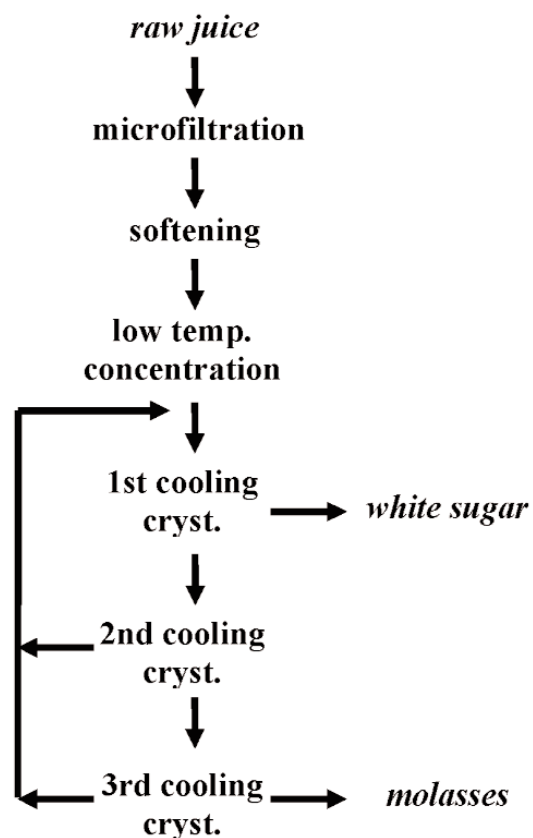 raw juice
microfiltration
softening
low temp.
concentration
1st cooling
cryst.
white sugar
2nd cooling
cryst.
3rd cooling
cryst.
molasses